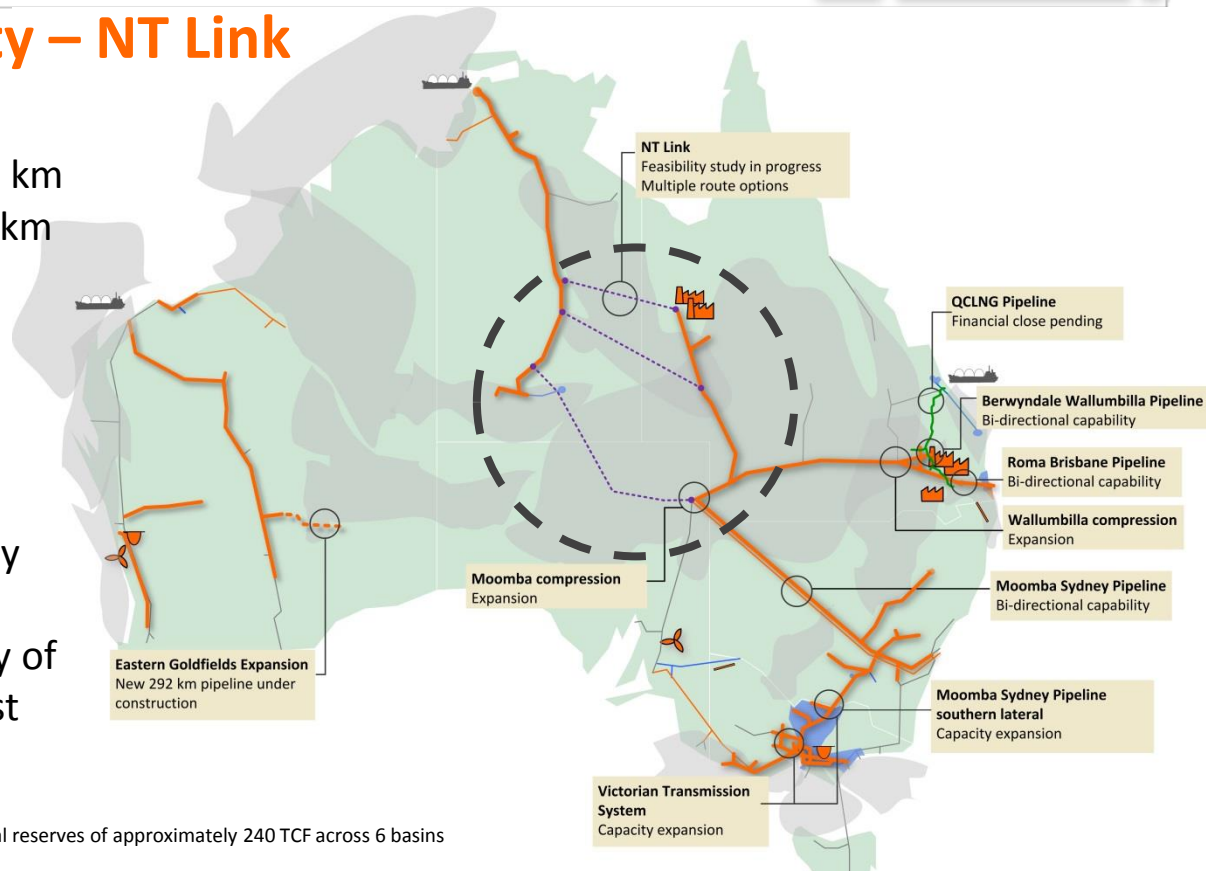 – NT Link
km
km
of
NT Link
Feasibility study in progress
Multiple route options
QCLNG Pipeline
Financial close pending
Berwyndale Wallumbilla Pipeline
Bi-directional capability
Roma Brisbane Pipeline
Bi-directional capability
Wallumbilla compression
Expansion
Moomba compression
Expansion
Moomba Sydney Pipeline
Bi-directional capability
Eastern Goldfields Expansion
New 292 km pipeline under
construction
Moomba Sydney Pipeline
southern lateral
Capacity expansion
Victorian Transmission
System
Capacity expansion
reserves of approximately 240 TCF across 6 basins